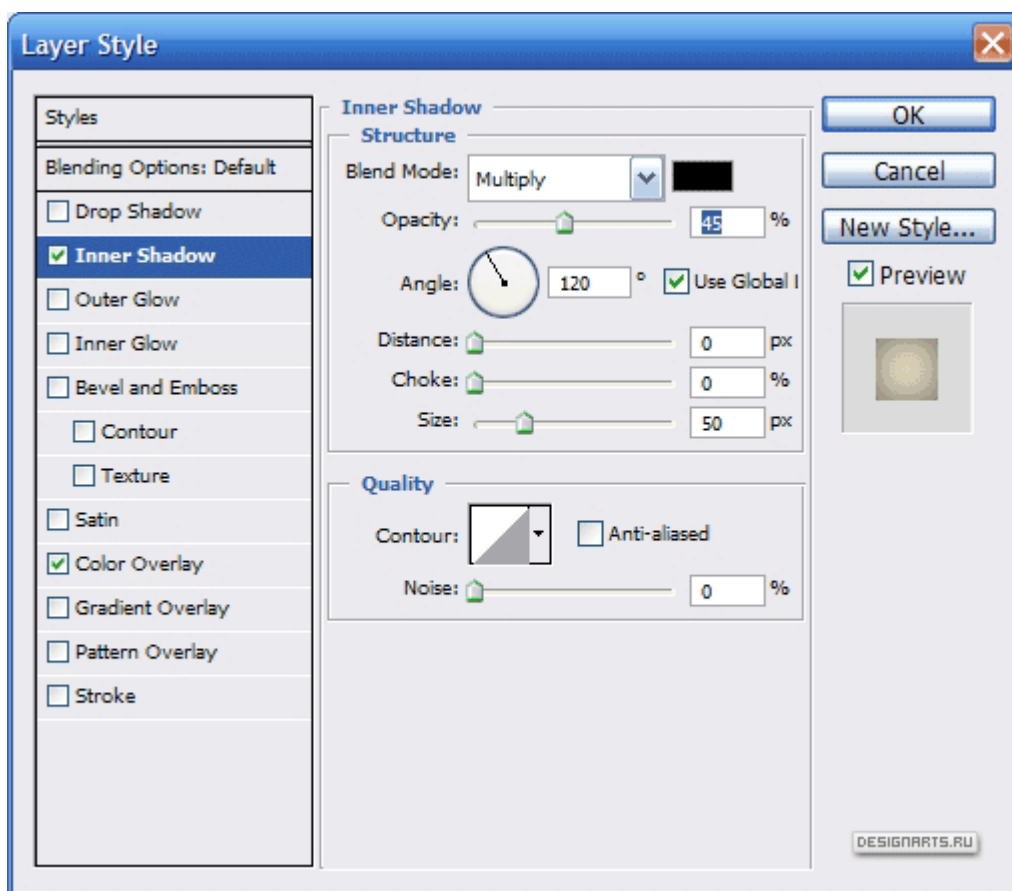 Layer Style
Styles
Blending Options: Default
Drop Shadow
Inner Shadow
Outer Glow
Inner Glow
Bevel and Emboss
Contour
Texture
Satin
Color Overlay
Gradient Overlay
Pattern Overlay
Stroke
Inner Shadow
Structure
Blend Mode: Multiply
Opacity: 45 %
Angle: 120 ° Use Global l
Distance: 0 px
Choke: 0 %
Size: 50 px
Quality
Contour: Anti-aliased
Noise: 0 %
OK
Cancel
New Style...
Preview
DESIGNARTS.RU